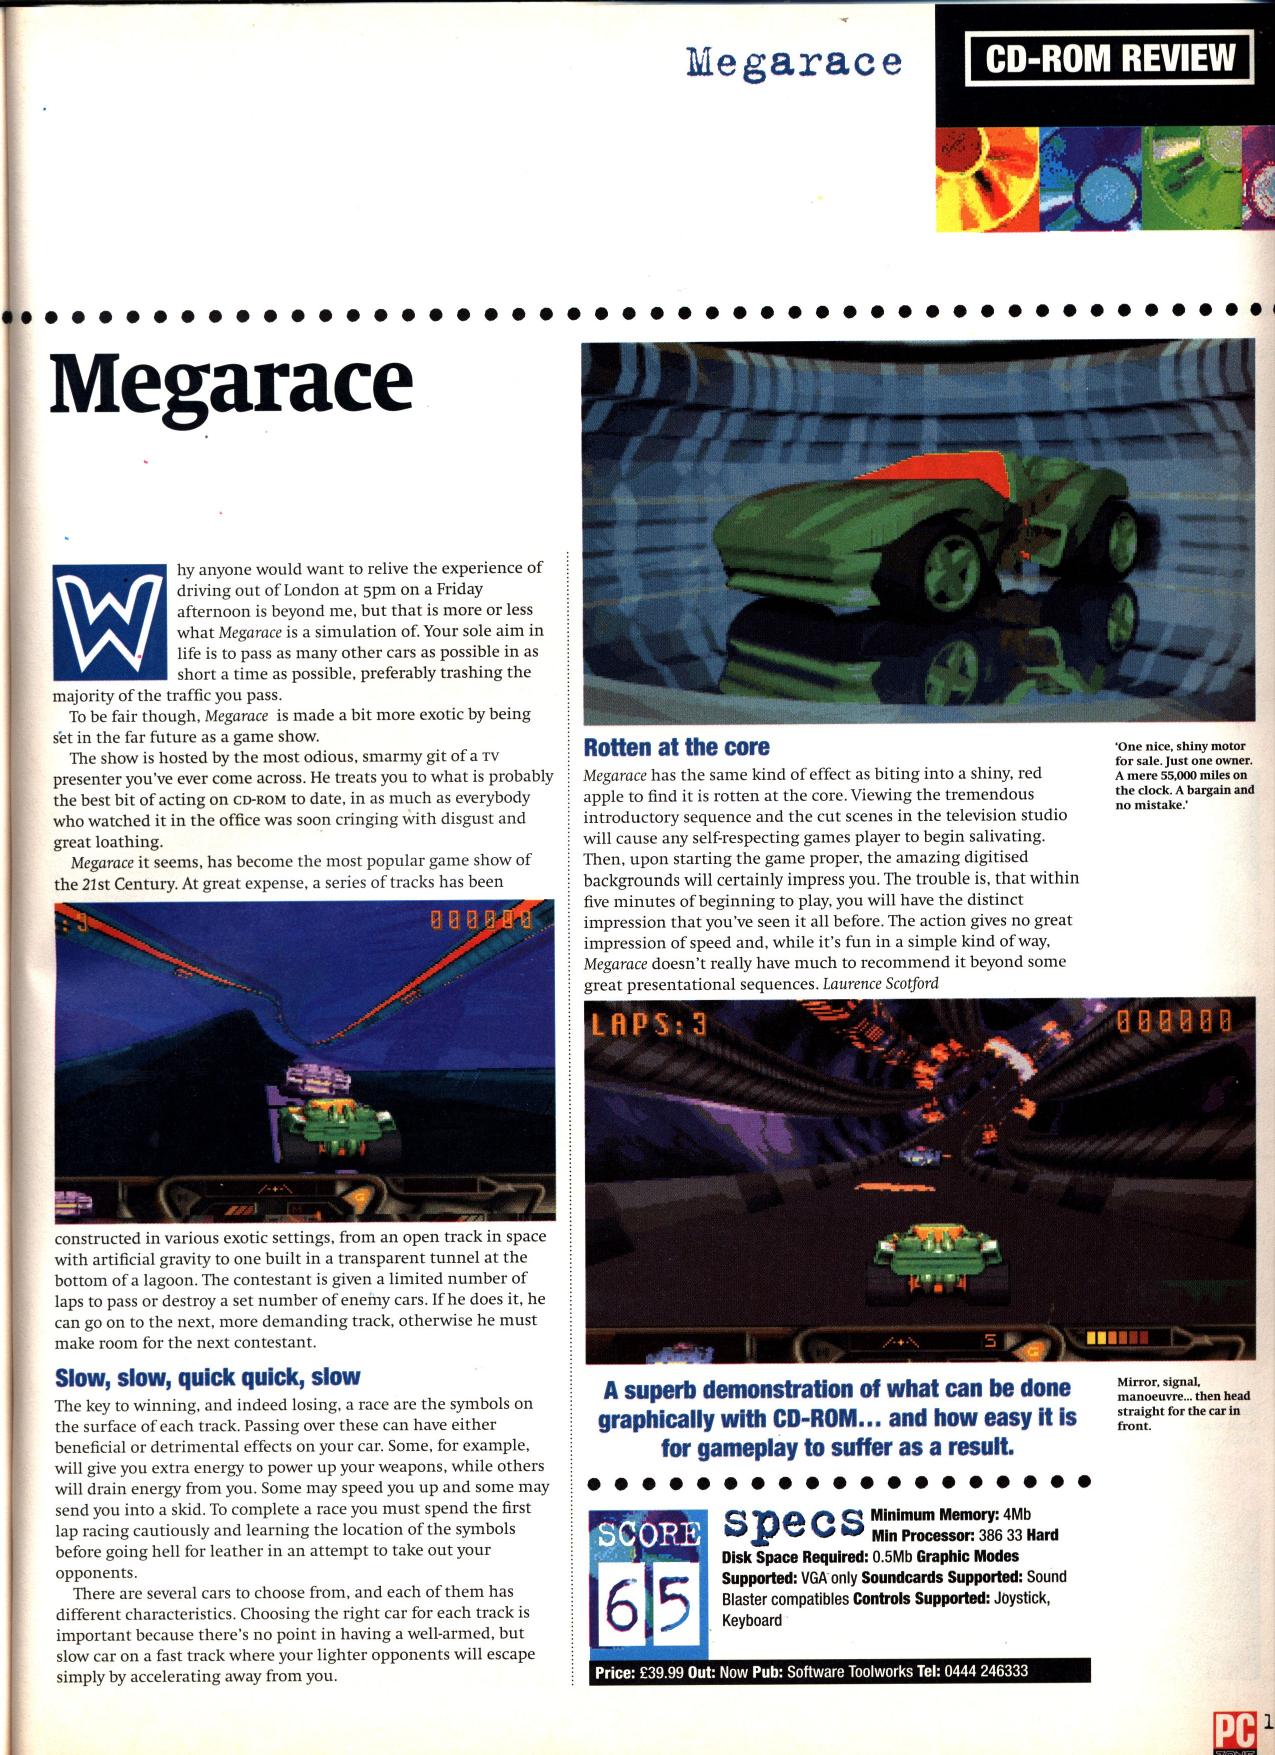 Megarace
CD-ROM REVIEW
Megarace
Why anyone would want to relive the experience of
driving out of London at 5pm on a Friday
afternoon is beyond me, but that is more or less
what Megarace is a simulation of. Your sole aim in
life is to pass as many other cars as possible in as
short a time as possible, preferably trashing the
majority of the traffic you pass.
To be fair though, Megarace is made a bit more exotic by being
set in the far future as a game show.
The show is hosted by the most odious, smarmy git of a TV
presenter you've ever come across. He treats you to what is probably
the best bit of acting on CD-ROM to date, in as much as everybody
who watched it in the office was soon cringing with disgust and
great loathing.
Megarace it seems, has become the most popular game show of
the 21st Century. At great expense, a series of tracks has been
:3
000000
constructed in various exotic settings, from an open track in space
with artificial gravity to one built in a transparent tunnel at the
bottom of a lagoon. The contestant is given a limited number of
laps to pass or destroy a set number of enemy cars. If he does it, he
can go on to the next, more demanding track, otherwise he must
make room for the next contestant.
Slow, slow, quick quick, slow
The key to winning, and indeed losing, a race are the symbols on
the surface of each track. Passing over these can have either
beneficial or detrimental effects on your car. Some, for example,
will give you extra energy to power up your weapons, while others
will drain energy from you. Some may speed you up and some may
send you into a skid. To complete a race you must spend the first
lap racing cautiously and learning the location of the symbols
before going hell for leather in an attempt to take out your
opponents.
There are several cars to choose from, and each of them has
different characteristics. Choosing the right car for each track is
important because there's no point in having a well-armed, but
slow car on a fast track where your lighter opponents will escape
simply by accelerating away from you.
Rotten at the core
Megarace has the same kind of effect as biting into a shiny, red
apple to find it is rotten at the core. Viewing the tremendous
introductory sequence and the cut scenes in the television studio
will cause any self-respecting games player to begin salivating.
Then, upon starting the game proper, the amazing digitised
backgrounds will certainly impress you. The trouble is, that within
five minutes of beginning to play, you will have the distinct
impression that you've seen it all before. The action gives no great
impression of speed and, while it's fun in a simple kind of way,
Megarace doesn't really have much to recommend it beyond some
great presentational sequences. Laurence Scotford
'One nice, shiny motor
for sale. Just one owner.
A mere 55,000 miles on
the clock. A bargain and
no mistake.'
LAPS:3
000000
5
G
Mirror, signal,
manoeuvre... then head
straight for the car in
front.
A superb demonstration of what can be done
graphically with CD-ROM... and how easy it is
for gameplay to suffer as a result.
SCORE
65
specs Minimum Memory: 4Mb
Min Processor: 386 33 Hard
Disk Space Required: 0.5Mb Graphic Modes
Supported: VGA only Soundcards Supported: Sound
Blaster compatibles Controls Supported: Joystick,
Keyboard
Price: £39.99 Out: Now Pub: Software Toolworks Tel: 0444 246333
PC